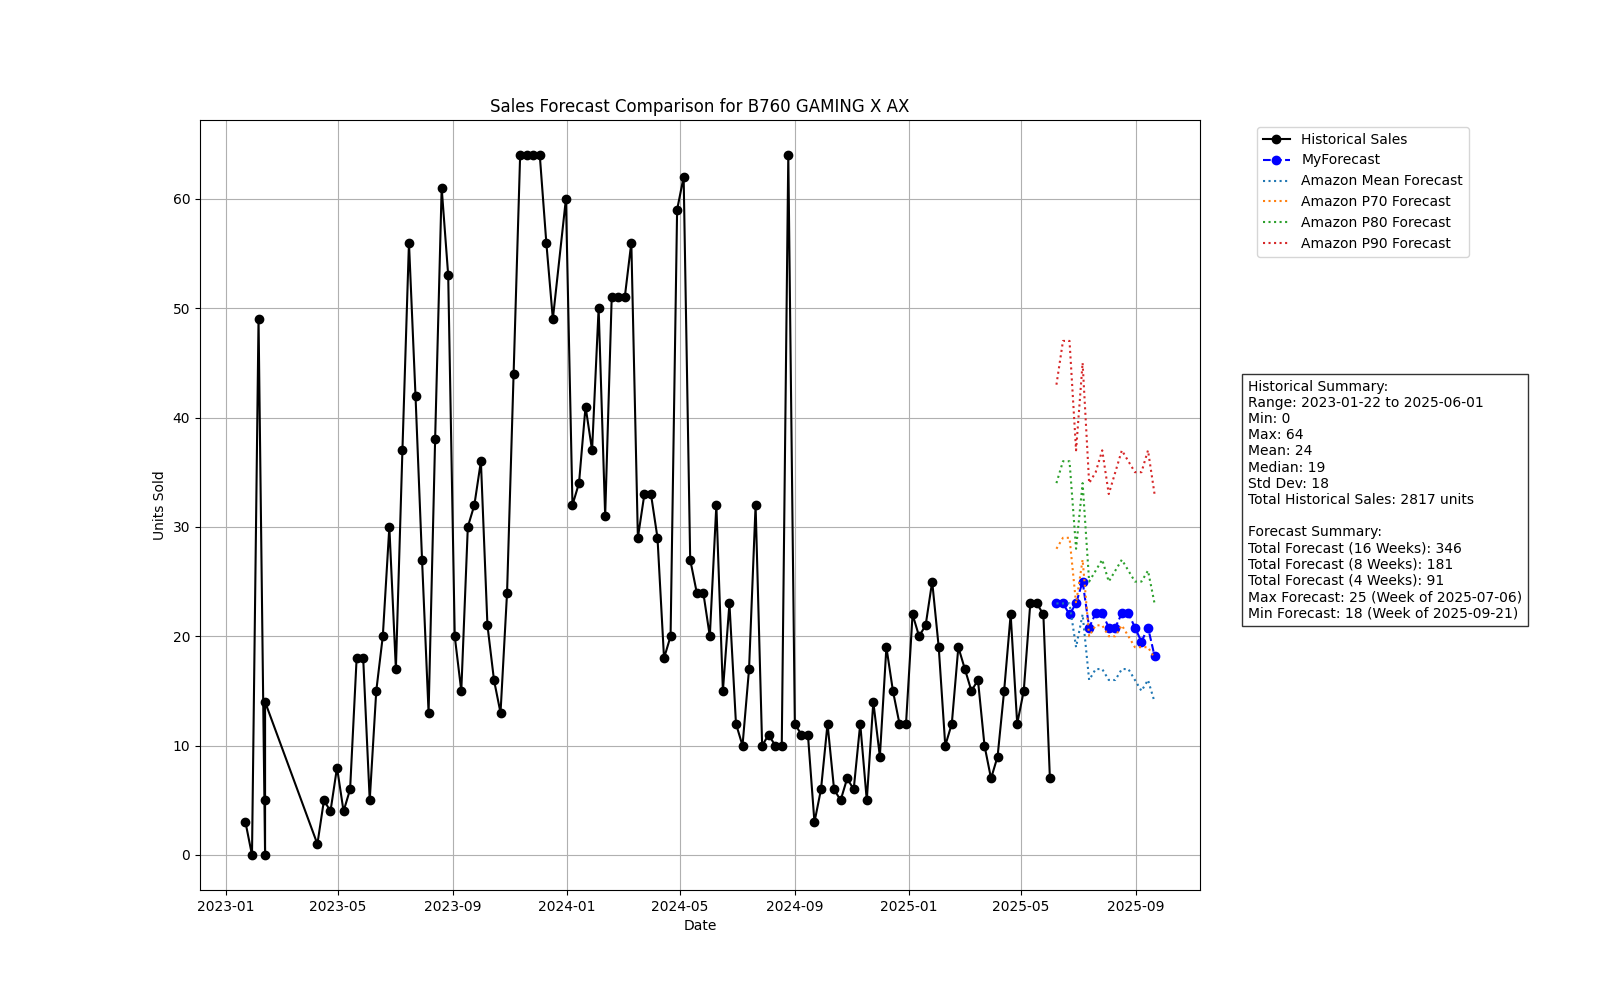 Sales Forecast Comparison for B760 GAMING X AX
Historical Sales
MyForecast
Amazon Mean Forecast
Amazon P70 Forecast
Amazon P80 Forecast
Amazon P90 Forecast
60
50
40
30
20
10
0
Units Sold
2023-01
2023-05
2023-09
2024-01
2024-05
2024-09
2025-01
2025-05
2025-09
Date
Historical Summary:
Range: 2023-01-22 to 2025-06-01
Min: 0
Max: 64
Mean: 24
Median: 19
Std Dev: 18
Total Historical Sales: 2817 units
Forecast Summary:
Total Forecast (16 Weeks): 346
Total Forecast (8 Weeks): 181
Total Forecast (4 Weeks): 91
Max Forecast: 25 (Week of 2025-07-06)
Min Forecast: 18 (Week of 2025-09-21)